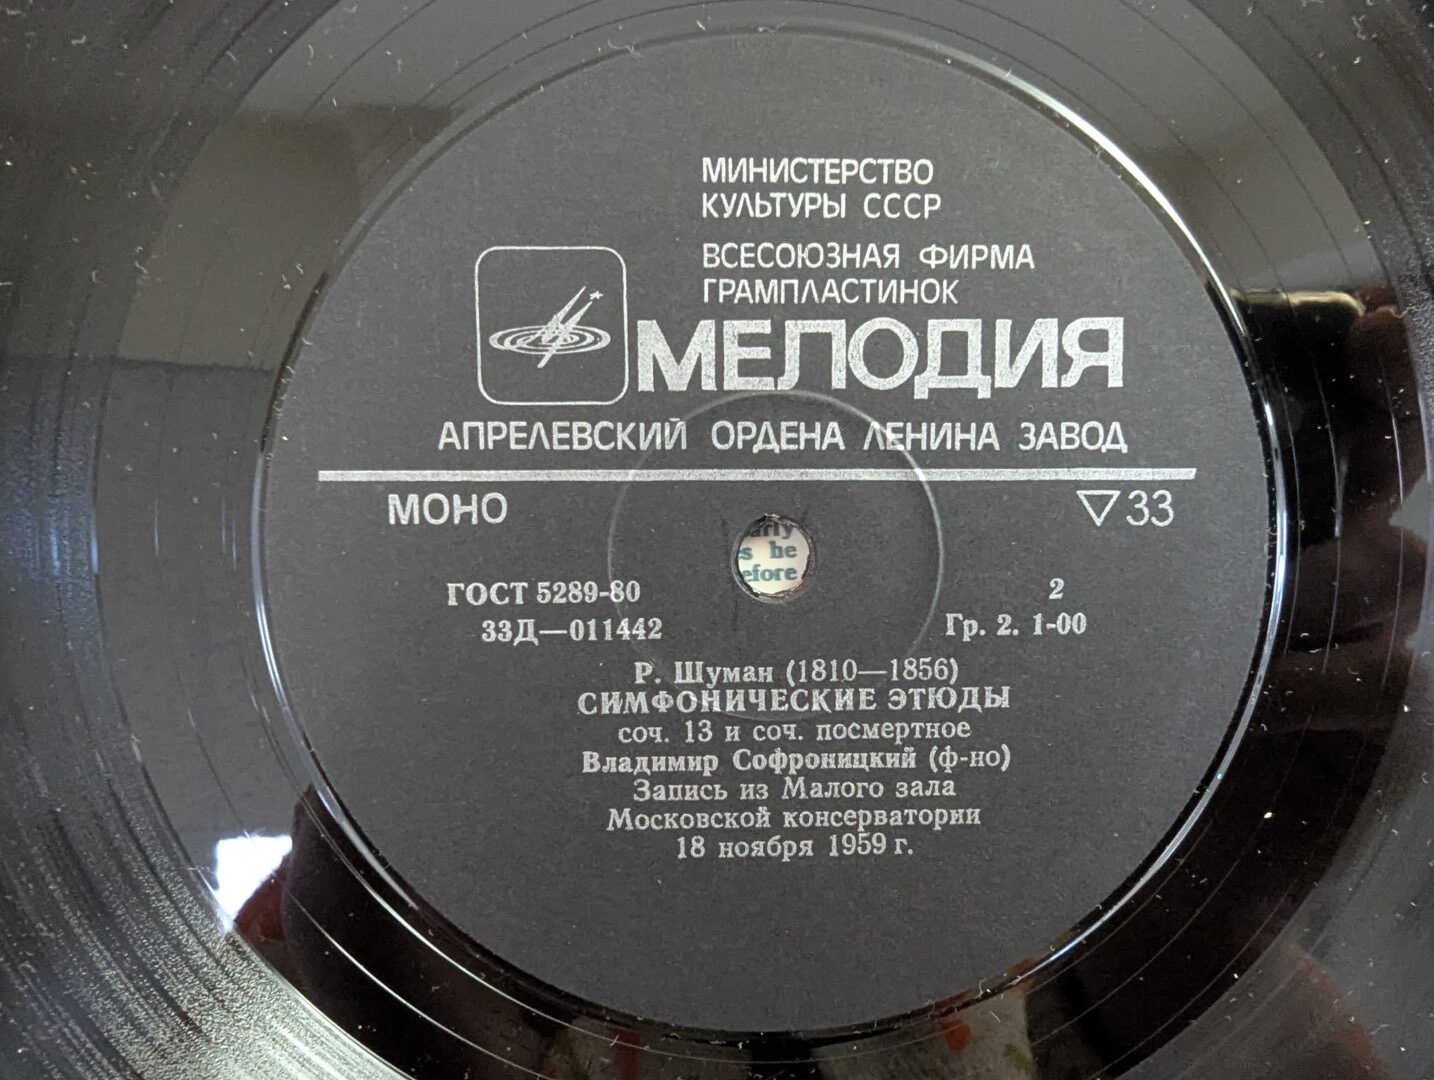 МИНИСТЕРСТВО
КУЛЬТУРЫ СССР
ВСЕСОЮЗНАЯ ФИРМА
ГРАМПЛАСТИНОК
МЕЛОДИЯ
АПРЕЛЕВСКИЙ ОРДЕНА ЛЕНИНА ЗАВОД
МОНО
▽33
s he
efore
ГОСТ 5289-80
2
33Д—011442
Гр. 2. 1-00
Р. Шуман (1810—1856)
СИМФОНИЧЕСКИЕ ЭТЮДЫ
соч. 13 и соч. посмертное
Владимир Софроницкий (ф-но)
Запись из Малого зала
Московской консерватории
18 ноября 1959 г.